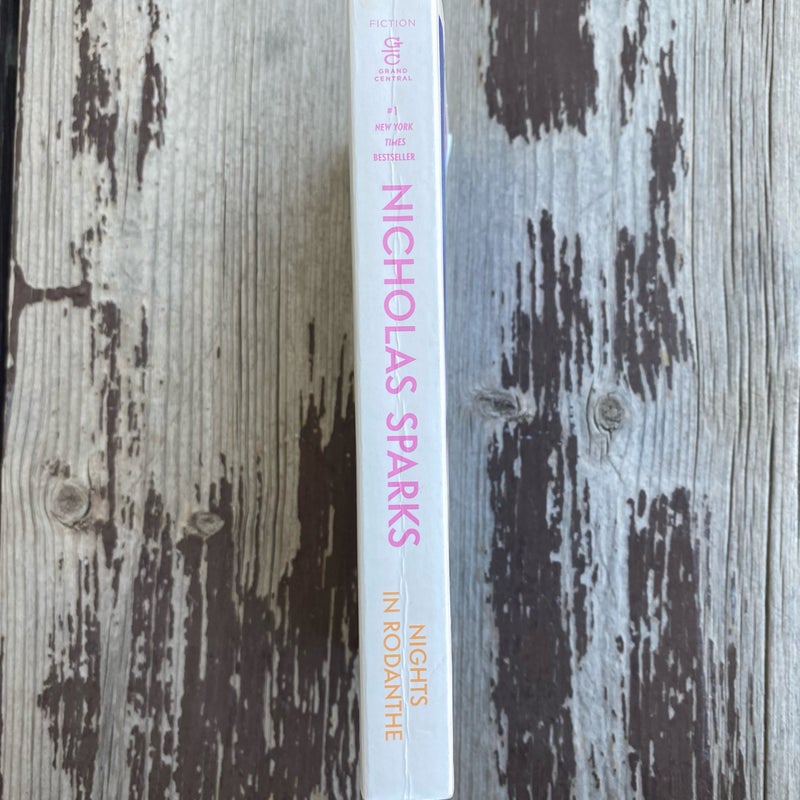 FICTION
GRAND
CENTRAL
#1
NEW YORK
TIMES
BESTSELLER
NICHOLAS SPARKS
NIGHTS
IN RODANTHE